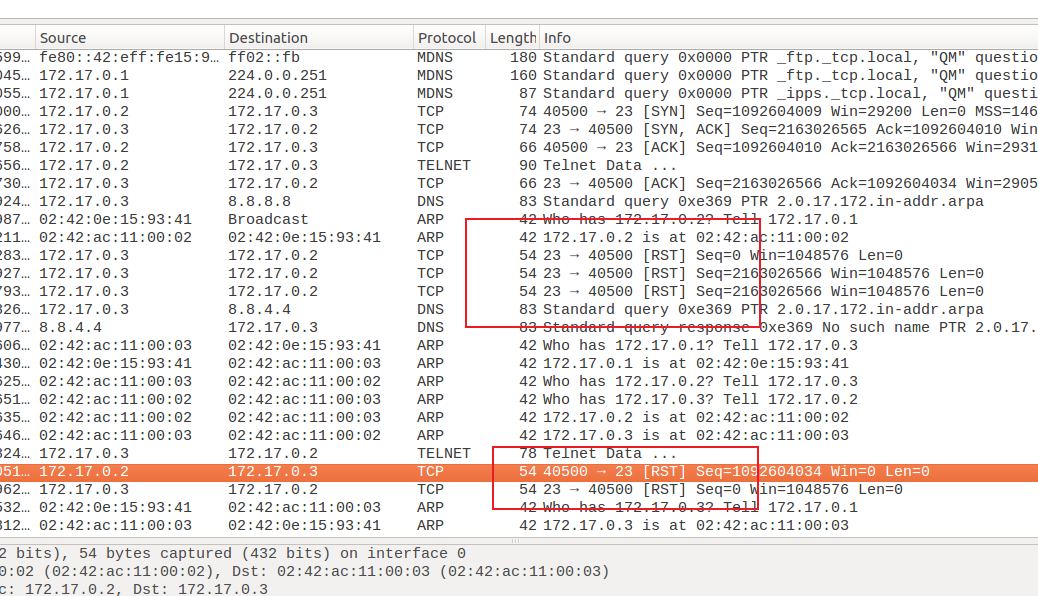 Source Destination Protocol Length Info
599… fe80::42:eff:fe15:9… ff02::fb MDNS 180 Standard query 0x0000 PTR _ftp._tcp.local, "QM" questio
045… 172.17.0.1 224.0.0.251 MDNS 160 Standard query 0x0000 PTR _ftp._tcp.local, "QM" questio
055… 172.17.0.1 224.0.0.251 MDNS 87 Standard query 0x0000 PTR _ipps._tcp.local, "QM" questi
000… 172.17.0.2 172.17.0.3 TCP 74 40500 → 23 [SYN] Seq=1092604009 Win=29200 Len=0 MSS=146
626… 172.17.0.3 172.17.0.2 TCP 74 23 → 40500 [SYN, ACK] Seq=2163026565 Ack=1092604010 Win
758… 172.17.0.2 172.17.0.3 TCP 66 40500 → 23 [ACK] Seq=1092604010 Ack=2163026566 Win=2931
656… 172.17.0.2 172.17.0.3 TELNET 90 Telnet Data ...
730… 172.17.0.3 172.17.0.2 TCP 66 23 → 40500 [ACK] Seq=2163026566 Ack=1092604034 Win=2905
924… 172.17.0.3 8.8.8.8 DNS 83 Standard query 0xe369 PTR 2.0.17.172.in-addr.arpa
987… 02:42:0e:15:93:41 Broadcast ARP 42 Who has 172.17.0.2? Tell 172.17.0.1
211… 02:42:ac:11:00:02 02:42:0e:15:93:41 ARP 42 172.17.0.2 is at 02:42:ac:11:00:02
283… 172.17.0.3 172.17.0.2 TCP 54 23 → 40500 [RST] Seq=0 Win=1048576 Len=0
927… 172.17.0.3 172.17.0.2 TCP 54 23 → 40500 [RST] Seq=2163026566 Win=1048576 Len=0
793… 172.17.0.3 172.17.0.2 TCP 54 23 → 40500 [RST] Seq=2163026566 Win=1048576 Len=0
326… 172.17.0.3 8.8.4.4 DNS 83 Standard query 0xe369 PTR 2.0.17.172.in-addr.arpa
977… 8.8.4.4 172.17.0.3 DNS 83 Standard query response 0xe369 No such name PTR 2.0.17.
606… 02:42:ac:11:00:03 02:42:0e:15:93:41 ARP 42 Who has 172.17.0.1? Tell 172.17.0.3
430… 02:42:0e:15:93:41 02:42:ac:11:00:03 ARP 42 172.17.0.1 is at 02:42:0e:15:93:41
625… 02:42:ac:11:00:03 02:42:ac:11:00:02 ARP 42 Who has 172.17.0.2? Tell 172.17.0.3
651… 02:42:ac:11:00:02 02:42:ac:11:00:03 ARP 42 Who has 172.17.0.3? Tell 172.17.0.2
635… 02:42:ac:11:00:02 02:42:ac:11:00:03 ARP 42 172.17.0.2 is at 02:42:ac:11:00:02
646… 02:42:ac:11:00:03 02:42:ac:11:00:02 ARP 42 172.17.0.3 is at 02:42:ac:11:00:03
324… 172.17.0.3 172.17.0.2 TELNET 78 Telnet Data ...
051… 172.17.0.2 172.17.0.3 TCP 54 40500 → 23 [RST] Seq=1092604034 Win=0 Len=0
962… 172.17.0.3 172.17.0.2 TCP 54 23 → 40500 [RST] Seq=0 Win=1048576 Len=0
532… 02:42:0e:15:93:41 02:42:ac:11:00:03 ARP 42 Who has 172.17.0.3? Tell 172.17.0.1
312… 02:42:ac:11:00:03 02:42:0e:15:93:41 ARP 42 172.17.0.3 is at 02:42:ac:11:00:03
2 bits), 54 bytes captured (432 bits) on interface 0
0:02 (02:42:ac:11:00:02), Dst: 02:42:ac:11:00:03 (02:42:ac:11:00:03)
c: 172.17.0.2, Dst: 172.17.0.3